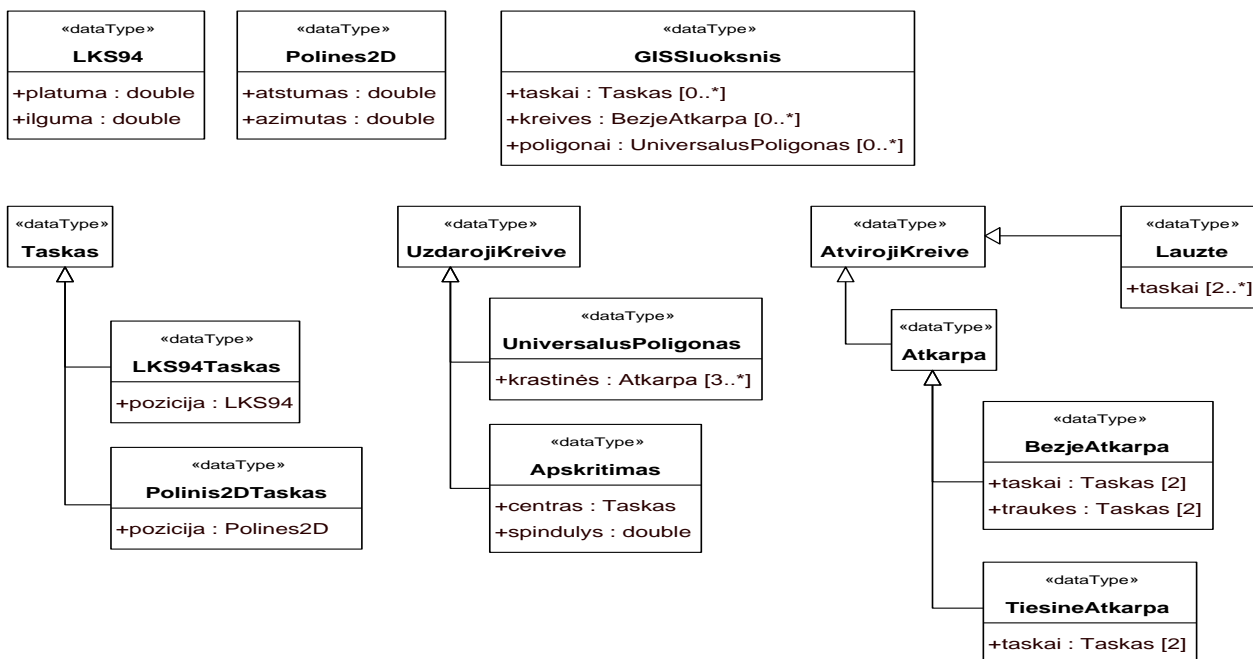 «dataType»
LKS94
+platuma : double
+ilguma : double
«dataType»
Polines2D
+atstumas : double
+azimutas : double
«dataType»
GISSluoksnis
+taskai : Taskas [0..*]
+kreives : BezjeAtkarpa [0..*]
+poligonai : UniversalusPoligonas [0..*]
«dataType»
Taskas
«dataType»
LKS94Taskas
+pozicija : LKS94
«dataType»
Polinis2DTaskas
+pozicija : Polines2D
«dataType»
UzdarojiKreive
«dataType»
UniversalusPoligonas
+krastinės : Atkarpa [3..*]
«dataType»
Apskritimas
+centras : Taskas
+spindulys : double
«dataType»
AtvirojiKreive
«dataType»
Lauzte
+taskai [2..*]
«dataType»
Atkarpa
«dataType»
BezjeAtkarpa
+taskai : Taskas [2]
+traukes : Taskas [2]
«dataType»
TiesineAtkarpa
+taskai : Taskas [2]